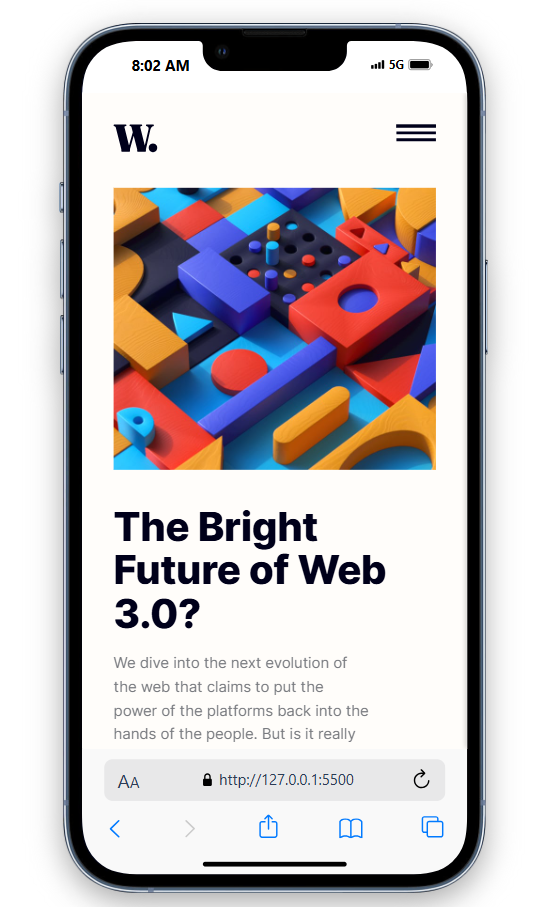 8:02 AM 5G
W.
The Bright
Future of Web
3.0?
We dive into the next evolution of
the web that claims to put the
power of the platforms back into the
hands of the people. But is it really
AA http://127.0.0.1:5500